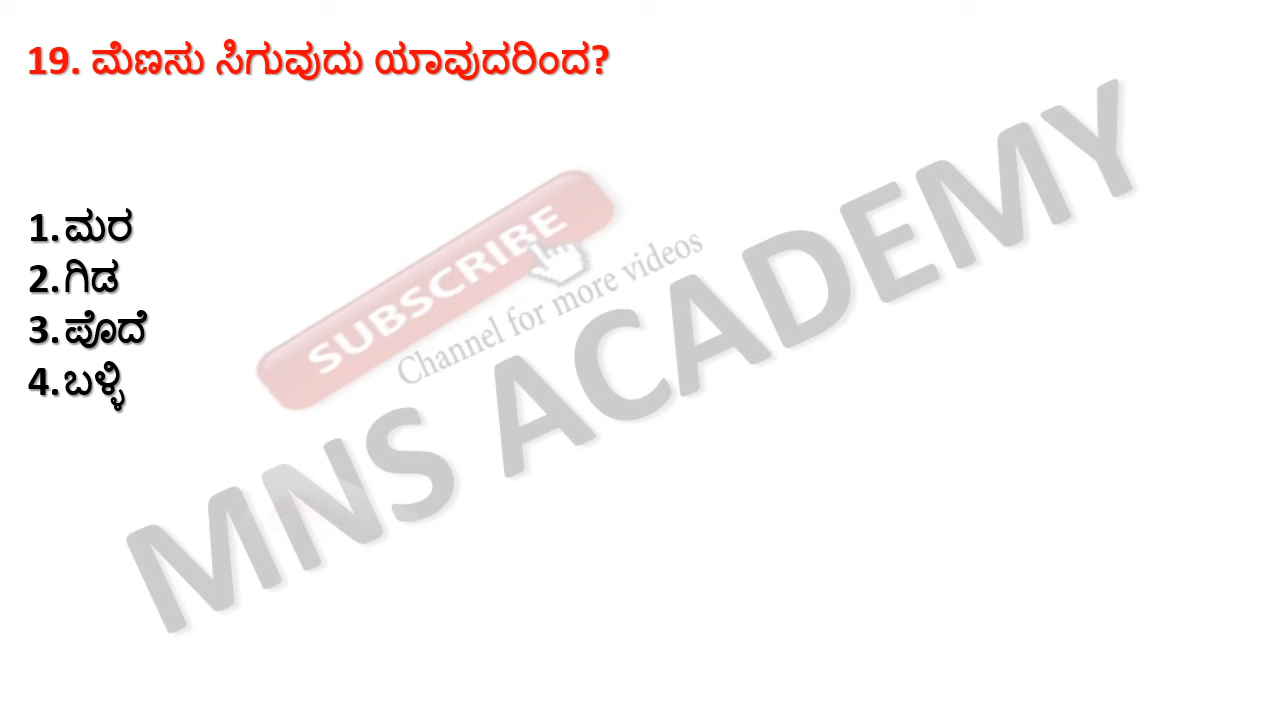 19. ಮೆಣಸು ಸಿಗುವುದು ಯಾವುದರಿಂದ?
1.ಮರ
2.ಗಿಡ
3.ಪೊದೆ
4.ಬಳ್ಳಿ
SUBSCRIBE
Channel for more videos
MNS ACADEMY